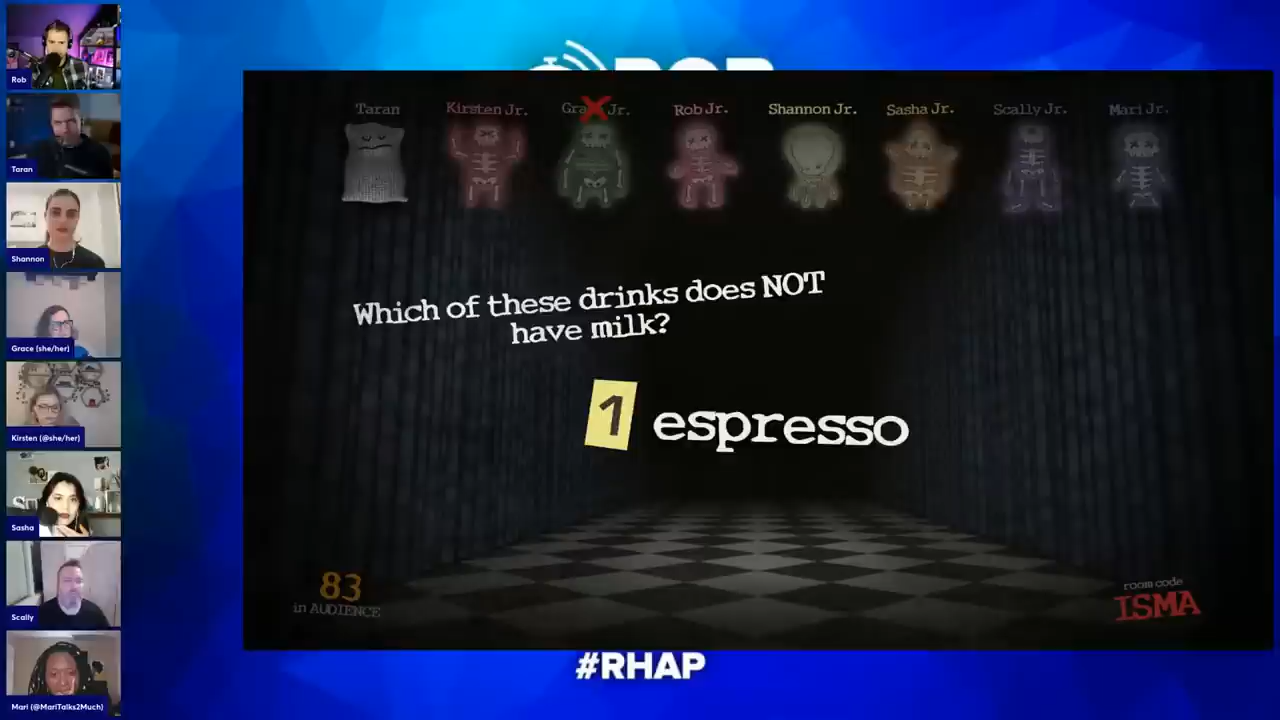 Rob
Taran
Shannon
Grace (she/her)
Kirsten (@she/her)
Sasha
Scally
Mari (@MariTalks2Much)
Taran
Kirsten Jr.
Gra Jr.
Rob Jr.
Shannon Jr.
Sasha Jr.
Scally Jr.
Mari Jr.
Which of these drinks does NOT
have milk?
1 espresso
83
in AUDIENCE
room code
ISMA
#RHAP